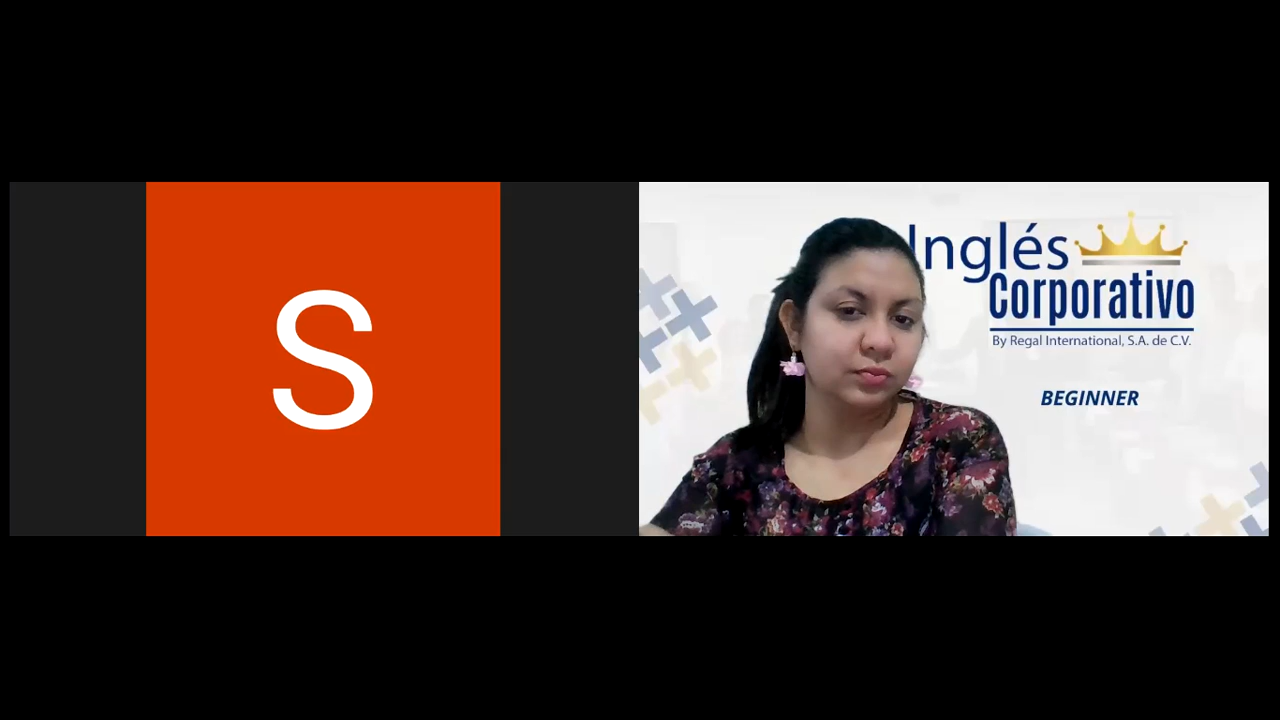 S
Inglés
Corporativo
By Regal International, S.A. de C.V.
BEGINNER